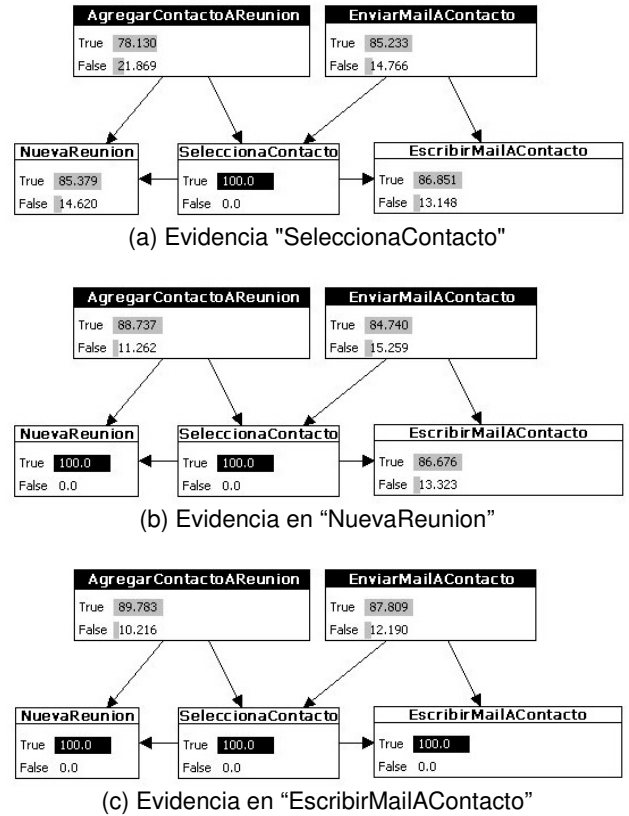 AgregarContactoAReunion
EnviarMailAContacto
True 78.130
False 21.869
True 85.233
False 14.766
NuevaReunion
SeleccionaContacto
EscribirMailAContacto
True 85.379
False 14.620
True 100.0
False 0.0
True 86.851
False 13.148
(a) Evidencia "SeleccionaContacto"
AgregarContactoAReunion
EnviarMailAContacto
True 88.737
False 11.262
True 84.740
False 15.259
NuevaReunion
SeleccionaContacto
EscribirMailAContacto
True 100.0
False 0.0
True 100.0
False 0.0
True 86.676
False 13.323
(b) Evidencia en “NuevaReunion”
AgregarContactoAReunion
EnviarMailAContacto
True 89.783
False 10.216
True 87.809
False 12.190
NuevaReunion
SeleccionaContacto
EscribirMailAContacto
True 100.0
False 0.0
True 100.0
False 0.0
True 100.0
False 0.0
(c) Evidencia en “EscribirMailAContacto”